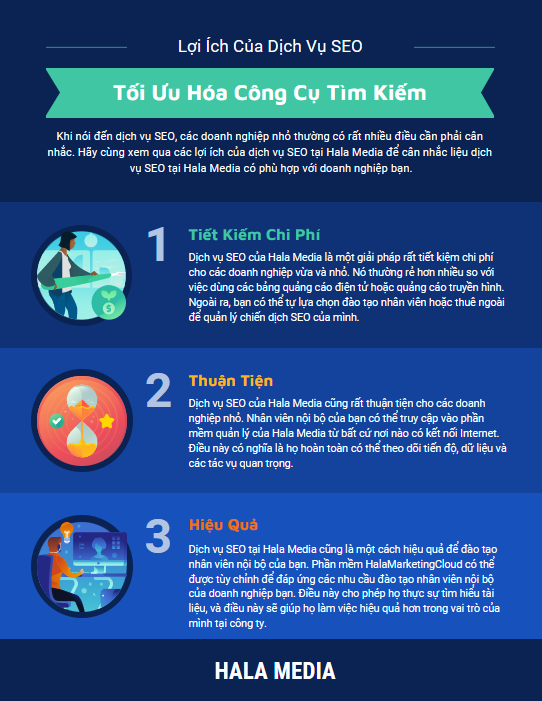 Lợi Ích Của Dịch Vụ SEO
Tối Ưu Hóa Công Cụ Tìm Kiếm
Khi nói đến dịch vụ SEO, các doanh nghiệp nhỏ thường có rất nhiều điều cần phải cân
nhắc. Hãy cùng xem qua các lợi ích của dịch vụ SEO tại Hala Media để cân nhắc liệu dịch
vụ SEO tại Hala Media có phù hợp với doanh nghiệp bạn.
1
Tiết Kiếm Chi Phí
Dịch vụ SEO của Hala Media là một giải pháp rất tiết kiệm chi phí
cho các doanh nghiệp vừa và nhỏ. Nó thường rẻ hơn nhiều so với
việc dùng các bảng quảng cáo điện tử hoặc quảng cáo truyền hình.
Ngoài ra, bạn có thể tự lựa chọn đào tạo nhân viên hoặc thuê ngoài
để quản lý chiến dịch SEO của mình.
2
Thuận Tiện
Dịch vụ SEO của Hala Media cũng rất thuận tiện cho các doanh
nghiệp nhỏ. Nhân viên nội bộ của bạn có thể truy cập vào phần
mềm quản lý của Hala Media từ bất cứ nơi nào có kết nối Internet.
Điều này có nghĩa là họ hoàn toàn có thể theo dõi tiến độ, dữ liệu và
các tác vụ quan trọng.
3
Hiệu Quả
Dịch vụ SEO tại Hala Media cũng là một cách hiệu quả để đào tạo
nhân viên nội bộ của bạn. Phần mềm HalaMarketingCloud có thể
được tùy chỉnh để đáp ứng các nhu cầu đào tạo nhân viên nội bộ
của doanh nghiệp bạn. Điều này cho phép họ thực sự tìm hiểu tài
liệu, và điều này sẽ giúp họ làm việc hiệu quả hơn trong vai trò của
mình tại công ty.
HALA MEDIA